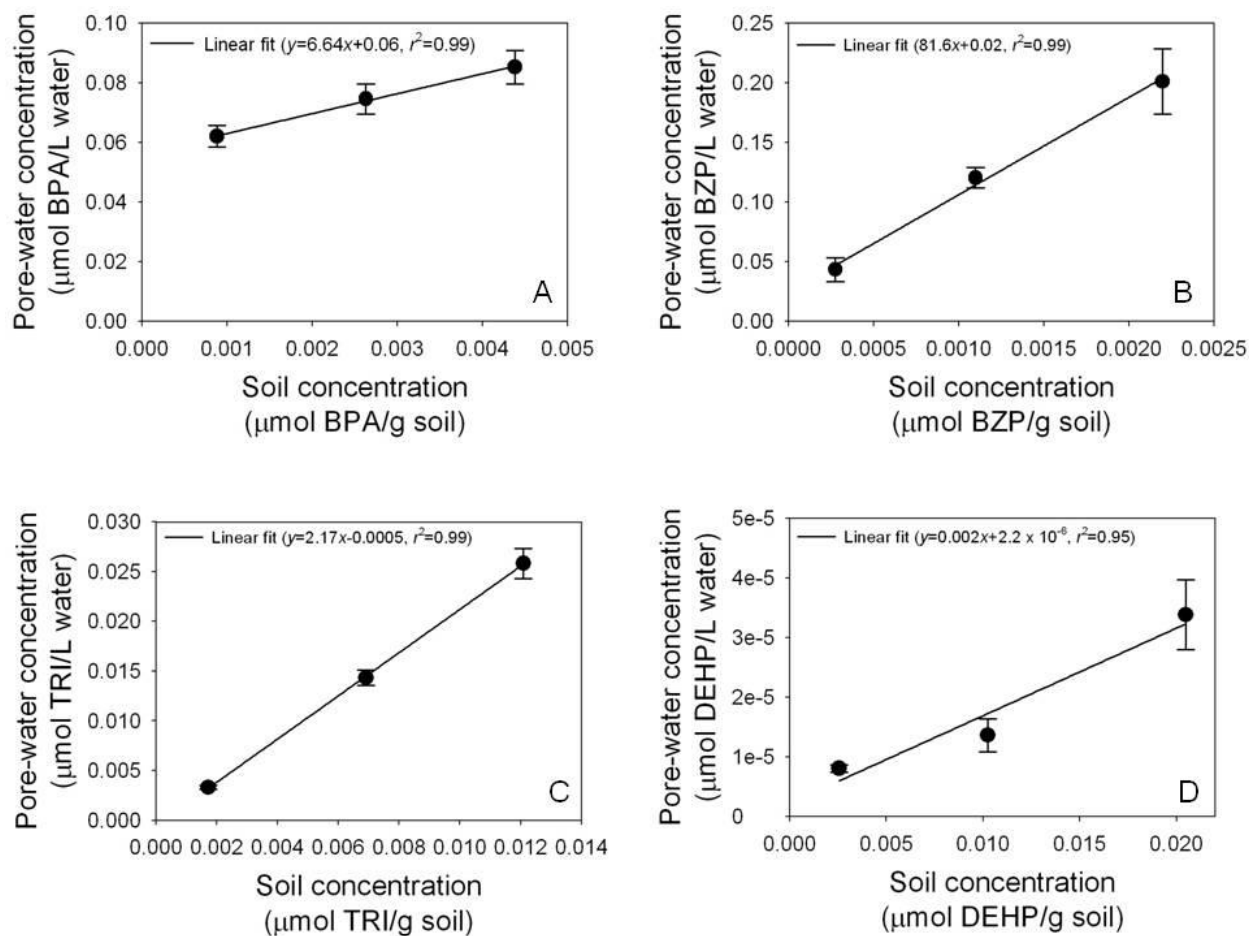 Pore-water concentration
(μmol BPA/L water)
0.10
0.08
0.06
0.04
0.02
0.00
Linear fit (y=6.64x+0.06, r²=0.99)
A
0.000 0.001 0.002 0.003 0.004 0.005
Soil concentration
(μmol BPA/g soil)
Pore-water concentration
(μmol BZP/L water)
0.25
0.20
0.15
0.10
0.05
0.00
Linear fit (81.6x+0.02, r²=0.99)
B
0.0000 0.0005 0.0010 0.0015 0.0020 0.0025
Soil concentration
(μmol BZP/g soil)
Pore-water concentration
(μmol TRI/L water)
0.030
0.025
0.020
0.015
0.010
0.005
0.000
Linear fit (y=2.17x-0.0005, r²=0.99)
C
0.000 0.002 0.004 0.006 0.008 0.010 0.012 0.014
Soil concentration
(μmol TRI/g soil)
Pore-water concentration
(μmol DEHP/L water)
5e-5
4e-5
3e-5
1e-5
1e-5
0
Linear fit (y=0.002x+2.2 x 10⁻⁶, r²=0.95)
D
0.000 0.005 0.010 0.015 0.020
Soil concentration
(μmol DEHP/g soil)